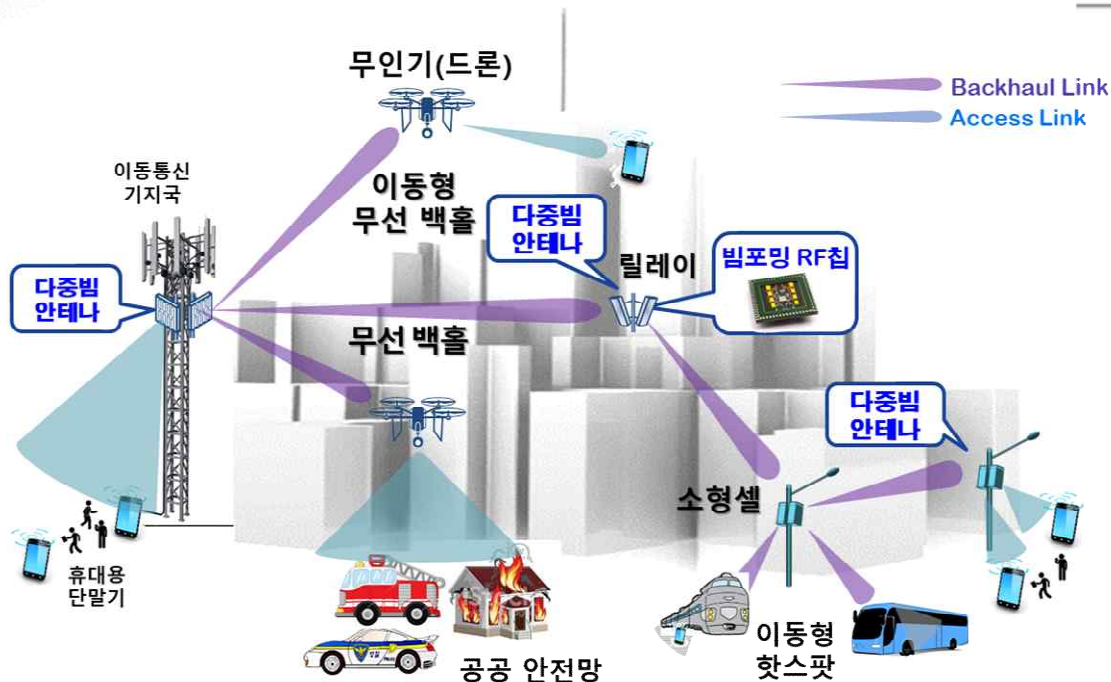 무인기(드론)
Backhaul Link
Access Link
이동통신
기지국
이동형
무선 백홀
다중빔
안테나
릴레이
빔포밍 RF칩
다중빔
안테나
무선 백홀
다중빔
안테나
소형셀
휴대용
단말기
공공 안전망
이동형
핫스팟